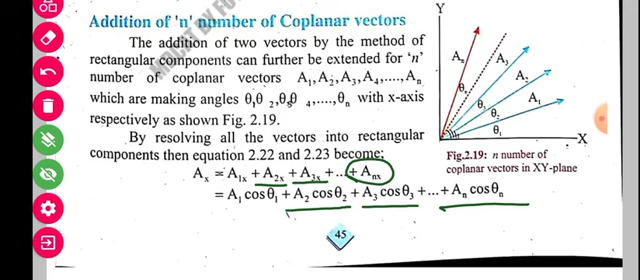 Addition of 'n' number of Coplanar vectors
The addition of two vectors by the method of
rectangular components can further be extended for 'n'
number of coplanar vectors A₁,A₂,A₃,A₄,....,Aₙ
which are making angles θ₁θ ₂,θ₃θ ₄,....,θₙ with x-axis
respectively as shown Fig. 2.19.
By resolving all the vectors into rectangular
components then equation 2.22 and 2.23 become:
Aₓ = A₁ₓ + A₂ₓ + A₃ₓ + ... + Aₙₓ
= A₁ cosθ₁ + A₂ cosθ₂ + A₃ cosθ₃ + ... + Aₙ cosθₙ
45
Y
Aₙ
A₃
A₂
A₁
θₙ
θ₃
θ₂
θ₁
X
Fig.2.19: n number of
coplanar vectors in XY-plane